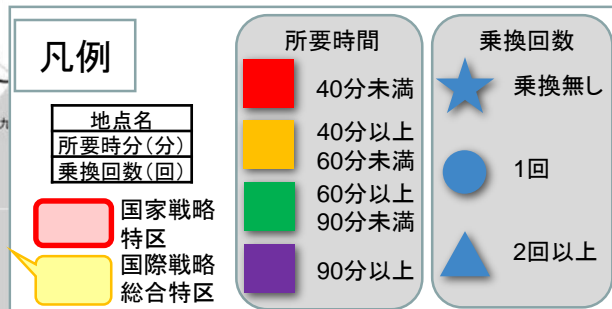 凡例
地点名
所要時分(分)
乗換回数(回)
国家戦略
特区
国際戦略
総合特区
所要時間
40分未満
40分以上
60分未満
60分以上
90分未満
90分以上
乗換回数
乗換無し
1回
2回以上